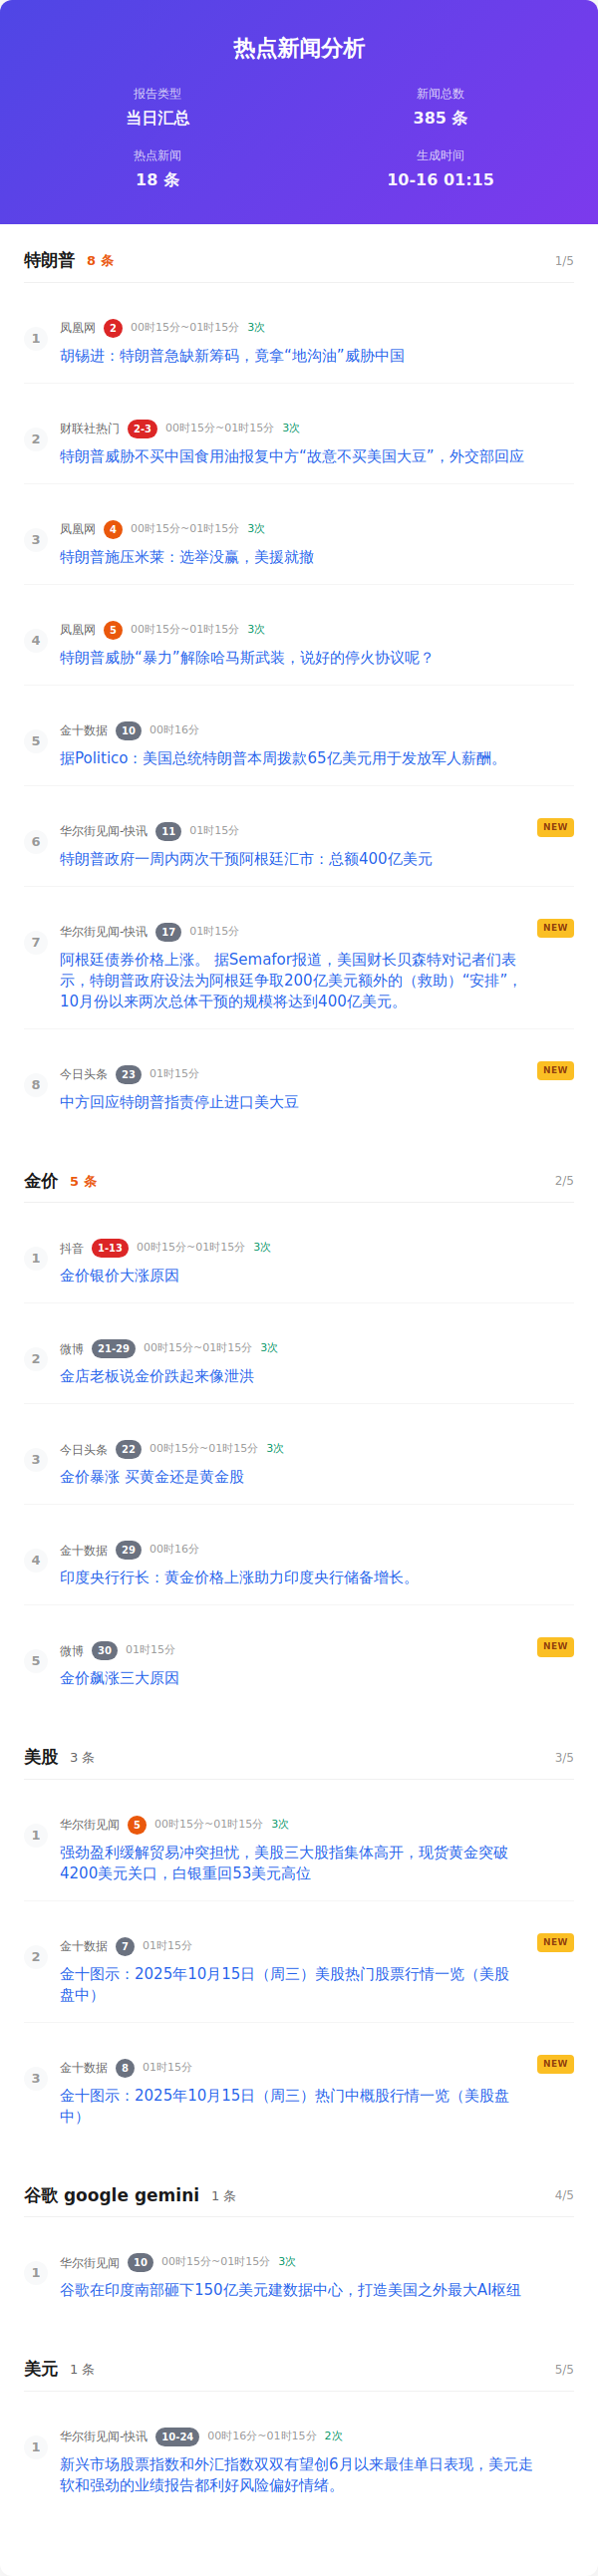 热点新闻分析
报告类型
新闻总数
当日汇总
385 条
热点新闻
生成时间
18 条
10-16 01:15
特朗普 8 条 1/5
1 凤凰网 2 00时15分~01时15分 3次
胡锡进：特朗普急缺新筹码，竟拿“地沟油”威胁中国
2 财联社热门 2-3 00时15分~01时15分 3次
特朗普威胁不买中国食用油报复中方“故意不买美国大豆”，外交部回应
3 凤凰网 4 00时15分~01时15分 3次
特朗普施压米莱：选举没赢，美援就撤
4 凤凰网 5 00时15分~01时15分 3次
特朗普威胁“暴力”解除哈马斯武装，说好的停火协议呢？
5 金十数据 10 00时16分
据Politico：美国总统特朗普本周拨款65亿美元用于发放军人薪酬。
6 华尔街见闻-快讯 11 01时15分 NEW
特朗普政府一周内两次干预阿根廷汇市：总额400亿美元
7 华尔街见闻-快讯 17 01时15分 NEW
阿根廷债券价格上涨。 据Semafor报道，美国财长贝森特对记者们表
示，特朗普政府设法为阿根廷争取200亿美元额外的（救助）“安排”，
10月份以来两次总体干预的规模将达到400亿美元。
8 今日头条 23 01时15分 NEW
中方回应特朗普指责停止进口美大豆
金价 5 条 2/5
1 抖音 1-13 00时15分~01时15分 3次
金价银价大涨原因
2 微博 21-29 00时15分~01时15分 3次
金店老板说金价跌起来像泄洪
3 今日头条 22 00时15分~01时15分 3次
金价暴涨 买黄金还是黄金股
4 金十数据 29 00时16分
印度央行行长：黄金价格上涨助力印度央行储备增长。
5 微博 30 01时15分 NEW
金价飙涨三大原因
美股 3 条 3/5
1 华尔街见闻 5 00时15分~01时15分 3次
强劲盈利缓解贸易冲突担忧，美股三大股指集体高开，现货黄金突破
4200美元关口，白银重回53美元高位
2 金十数据 7 01时15分 NEW
金十图示：2025年10月15日（周三）美股热门股票行情一览（美股
盘中）
3 金十数据 8 01时15分 NEW
金十图示：2025年10月15日（周三）热门中概股行情一览（美股盘
中）
谷歌 google gemini 1 条 4/5
1 华尔街见闻 10 00时15分~01时15分 3次
谷歌在印度南部砸下150亿美元建数据中心，打造美国之外最大AI枢纽
美元 1 条 5/5
1 华尔街见闻-快讯 10-24 00时16分~01时15分 2次
新兴市场股票指数和外汇指数双双有望创6月以来最佳单日表现，美元走
软和强劲的业绩报告都利好风险偏好情绪。